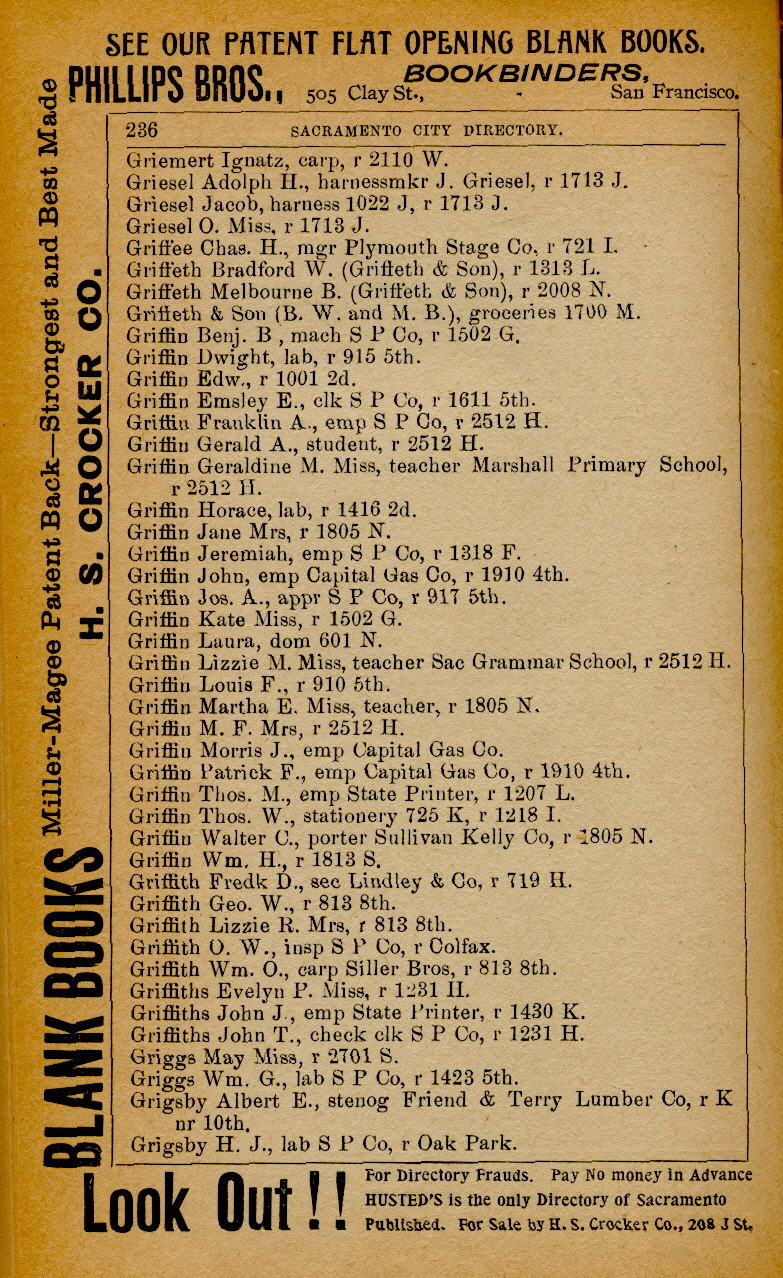 SEE OUR PATENT FLAT OPENING BLANK BOOKS.
PHILLIPS BROS., BOOKBINDERS,
505 Clay St., - San Francisco.
236 SACRAMENTO CITY DIRECTORY.
Griemert Ignatz, carp, r 2110 W.
Griesel Adolph H., harnessmkr J. Griesel, r 1713 J.
Griesel Jacob, harness 1022 J, r 1713 J.
Griesel O. Miss, r 1713 J.
Griffee Chas. H., mgr Plymouth Stage Co, r 721 I.
Griffeth Bradford W. (Griffeth & Son), r 1313 L.
Griffeth Melbourne B. (Griffeth & Son), r 2008 N.
Griffeth & Son (B. W. and M. B.), groceries 1700 M.
Griffin Benj. B , mach S P Co, r 1502 G.
Griffin Dwight, lab, r 915 5th.
Griffin Edw., r 1001 2d.
Griffin Emsley E., clk S P Co, r 1611 5th.
Griffin Franklin A., emp S P Co, r 2512 H.
Griffin Gerald A., student, r 2512 H.
Griffin Geraldine M. Miss, teacher Marshall Primary School,
r 2512 H.
Griffin Horace, lab, r 1416 2d.
Griffin Jane Mrs, r 1805 N.
Griffin Jeremiah, emp S P Co, r 1318 F.
Griffin John, emp Capital Gas Co, r 1910 4th.
Griffin Jos. A., appr S P Co, r 917 5th.
Griffin Kate Miss, r 1502 G.
Griffin Laura, dom 601 N.
Griffin Lizzie M. Miss, teacher Sac Grammar School, r 2512 H.
Griffin Louis F., r 910 5th.
Griffin Martha E. Miss, teacher, r 1805 N.
Griffin M. F. Mrs, r 2512 H.
Griffin Morris J., emp Capital Gas Co.
Griffin Patrick F., emp Capital Gas Co, r 1910 4th.
Griffin Thos. M., emp State Printer, r 1207 L.
Griffin Thos. W., stationery 725 K, r 1218 I.
Griffin Walter C., porter Sullivan Kelly Co, r 1805 N.
Griffin Wm. H., r 1813 S.
Griffith Fredk D., sec Lindley & Co, r 719 H.
Griffith Geo. W., r 813 8th.
Griffith Lizzie R. Mrs, r 813 8th.
Griffith O. W., insp S P Co, r Colfax.
Griffith Wm. O., carp Siller Bros, r 813 8th.
Griffiths Evelyn P. Miss, r 1231 H.
Griffiths John J., emp State Printer, r 1430 K.
Griffiths John T., check clk S P Co, r 1231 H.
Griggs May Miss, r 2701 S.
Griggs Wm. G., lab S P Co, r 1423 5th.
Grigsby Albert E., stenog Friend & Terry Lumber Co, r K
nr 10th.
Grigsby H. J., lab S P Co, r Oak Park.
BLANK BOOKS Miller-Magee Patent Back—Strongest and Best Made
H. S. CROCKER CO.
Look Out!!
For Directory Frauds. Pay No money in Advance
HUSTED'S is the only Directory of Sacramento
Published. For Sale by H. S. Crocker Co., 208 J St.